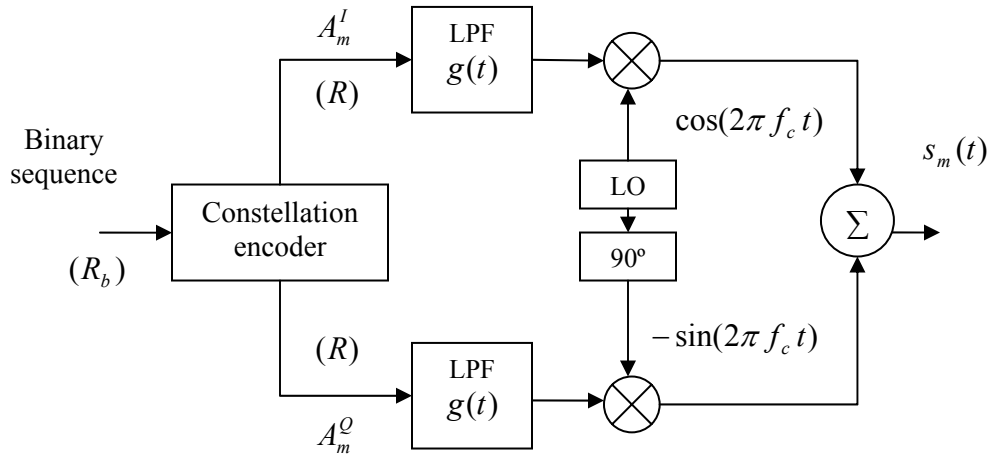 Binary
sequence
(R_b)
Constellation
encoder
A_m^I
(R)
LPF
g(t)
cos(2π f_c t)
LO
90º
− sin(2π f_c t)
(R)
A_m^Q
LPF
g(t)
Σ
s_m(t)